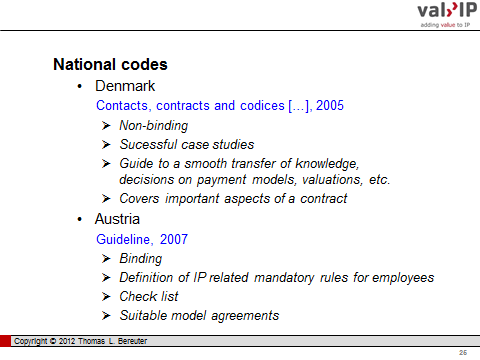 val>>IP
adding value to IP
National codes
• Denmark
Contacts, contracts and codices […], 2005
➢ Non-binding
➢ Sucessful case studies
➢ Guide to a smooth transfer of knowledge,
decisions on payment models, valuations, etc.
➢ Covers important aspects of a contract
• Austria
Guideline, 2007
➢ Binding
➢ Definition of IP related mandatory rules for employees
➢ Check list
➢ Suitable model agreements
Copyright © 2012 Thomas L. Bereuter
26